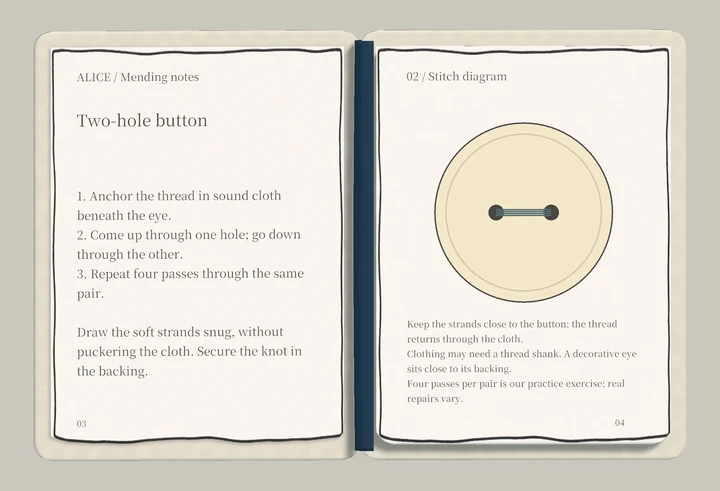 ALICE / Mending notes
Two-hole button
1. Anchor the thread in sound cloth
beneath the eye.
2. Come up through one hole; go down
through the other.
3. Repeat four passes through the same
pair.
Draw the soft strands snug, without
puckering the cloth. Secure the knot in
the backing.
03
02 / Stitch diagram
Keep the strands close to the button; the thread
returns through the cloth.
Clothing may need a thread shank. A decorative eye
sits close to its backing.
Four passes per pair is our practice exercise; real
repairs vary.
04